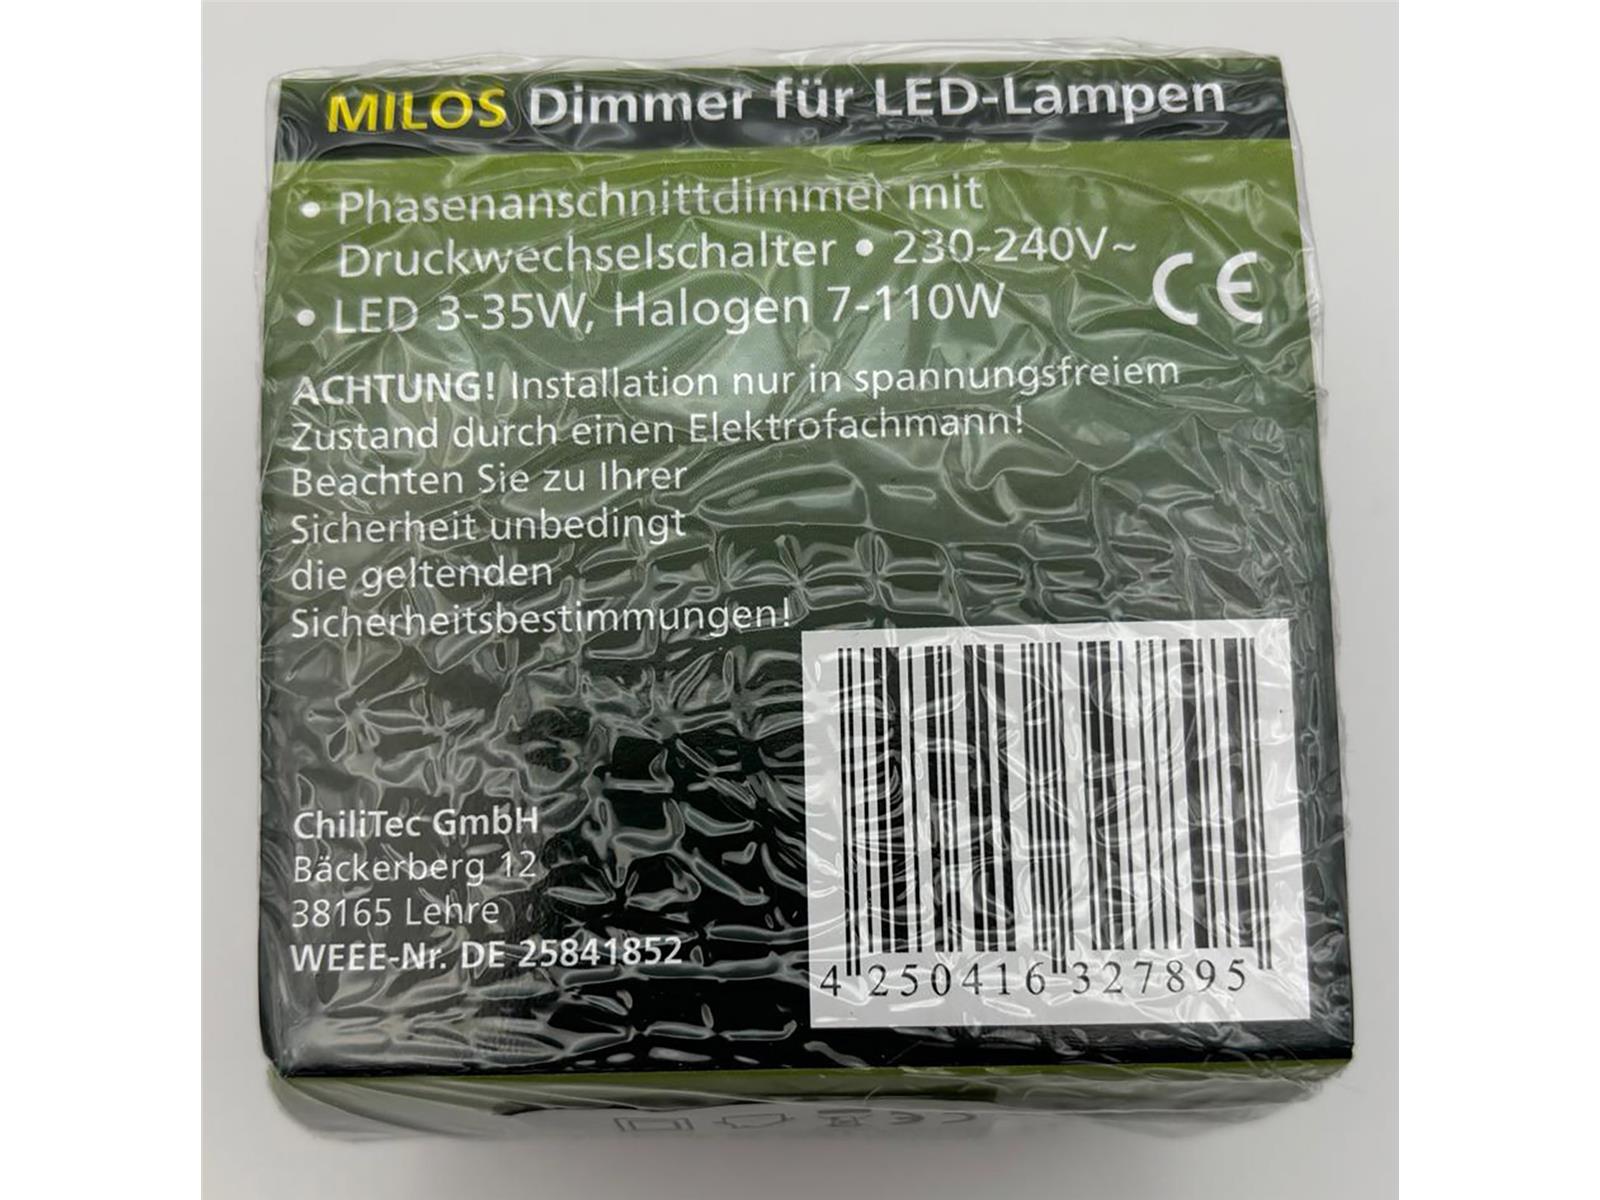 MILOS Dimmer für LED-Lampen
• Phasenanschnittdimmer mit
Druckwechselschalter • 230-240V~
• LED 3-35W, Halogen 7-110W
CE
ACHTUNG! Installation nur in spannungsfreiem
Zustand durch einen Elektrofachmann!
Beachten Sie zu Ihrer
Sicherheit unbedingt
die geltenden
Sicherheitsbestimmungen!
ChiliTec GmbH
Bäckerberg 12
38165 Lehre
WEEE-Nr. DE 25841852
4 250416 327895
CE